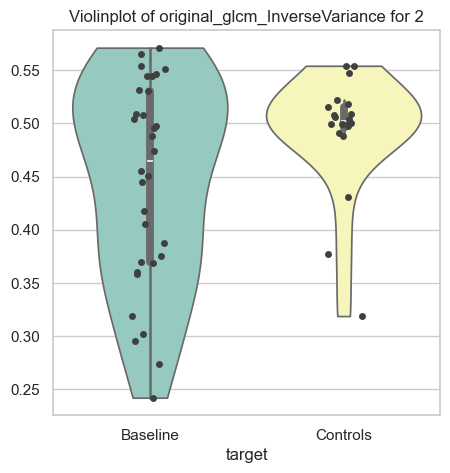 Violinplot of original_glcm_InverseVariance for 2
0.55
0.50
0.45
0.40
0.35
0.30
0.25
Baseline Controls
target